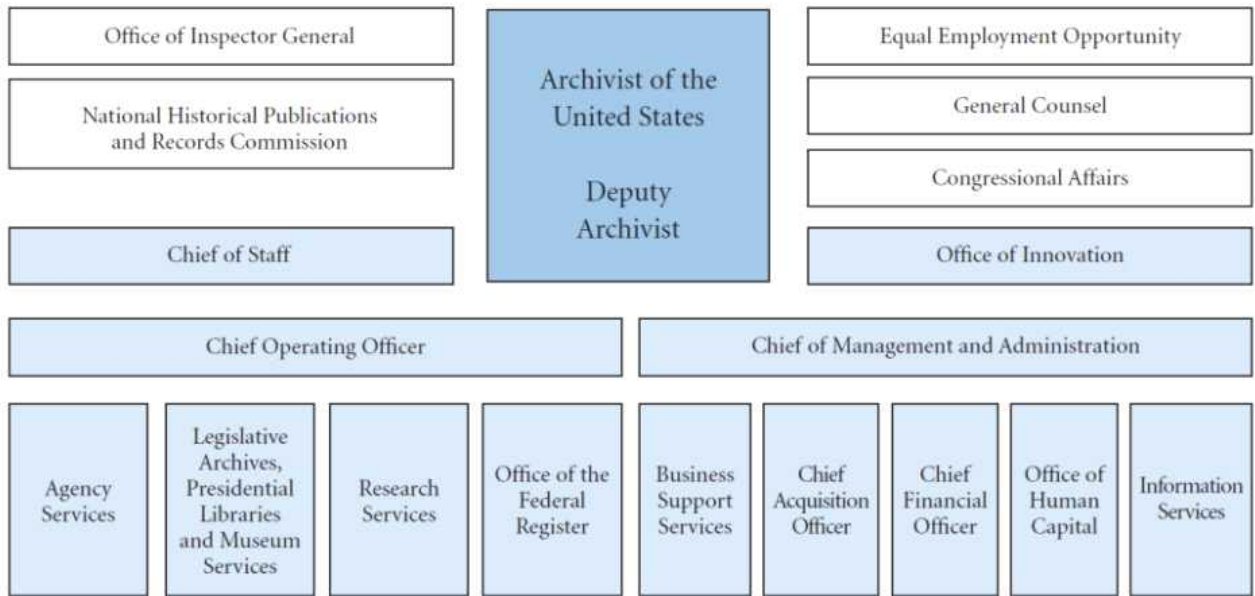 Office of Inspector General
National Historical Publications
and Records Commission
Chief of Staff
Archivist of the
United States
Deputy
Archivist
Equal Employment Opportunity
General Counsel
Congressional Affairs
Office of Innovation
Chief Operating Officer
Chief of Management and Administration
Agency
Services
Legislative
Archives,
Presidential
Libraries
and Museum
Services
Research
Services
Office of the
Federal
Register
Business
Support
Services
Chief
Acquisition
Officer
Chief
Financial
Officer
Office of
Human
Capital
Information
Services